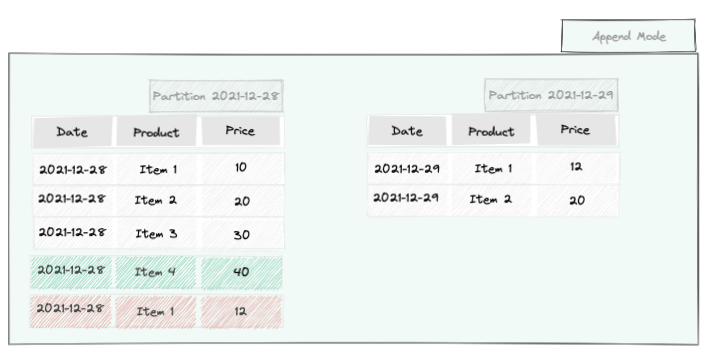 Append Mode
Partition 2021-12-28
Date Product Price
2021-12-28 Item 1 10
2021-12-28 Item 2 20
2021-12-28 Item 3 30
2021-12-28 Item 4 40
2021-12-28 Item 1 12
Partition 2021-12-29
Date Product Price
2021-12-29 Item 1 12
2021-12-29 Item 2 20